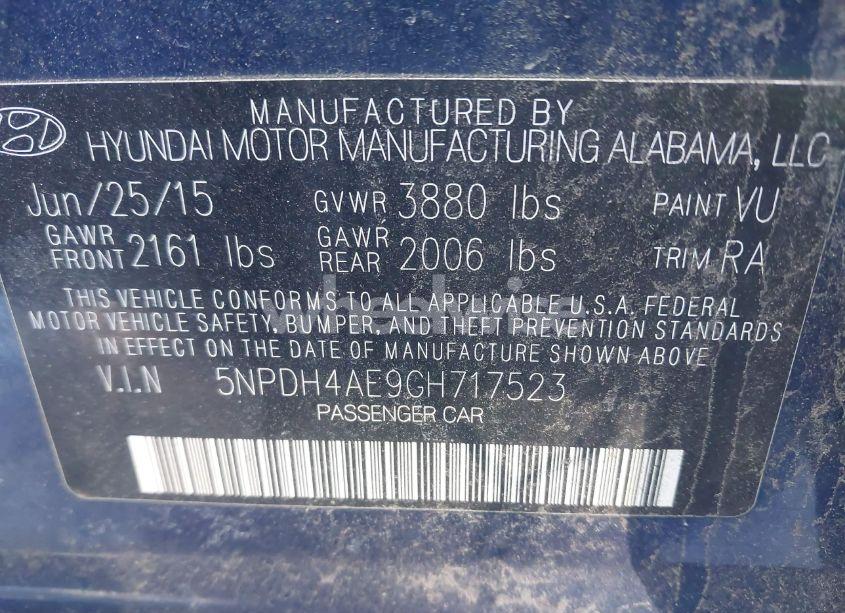 MANUFACTURED BY
HYUNDAI MOTOR MANUFACTURING ALABAMA, LLC
Jun/25/15 GVWR 3880 lbs PAINT VU
GAWR FRONT 2161 lbs GAWR REAR 2006 lbs TRIM RA
THIS VEHICLE CONFORMS TO ALL APPLICABLE U.S.A. FEDERAL
MOTOR VEHICLE SAFETY, BUMPER, AND THEFT PREVENTION STANDARDS
IN EFFECT ON THE DATE OF MANUFACTURE SHOWN ABOVE.
V.I.N 5NPDH4AE9GH717523
PASSENGER CAR